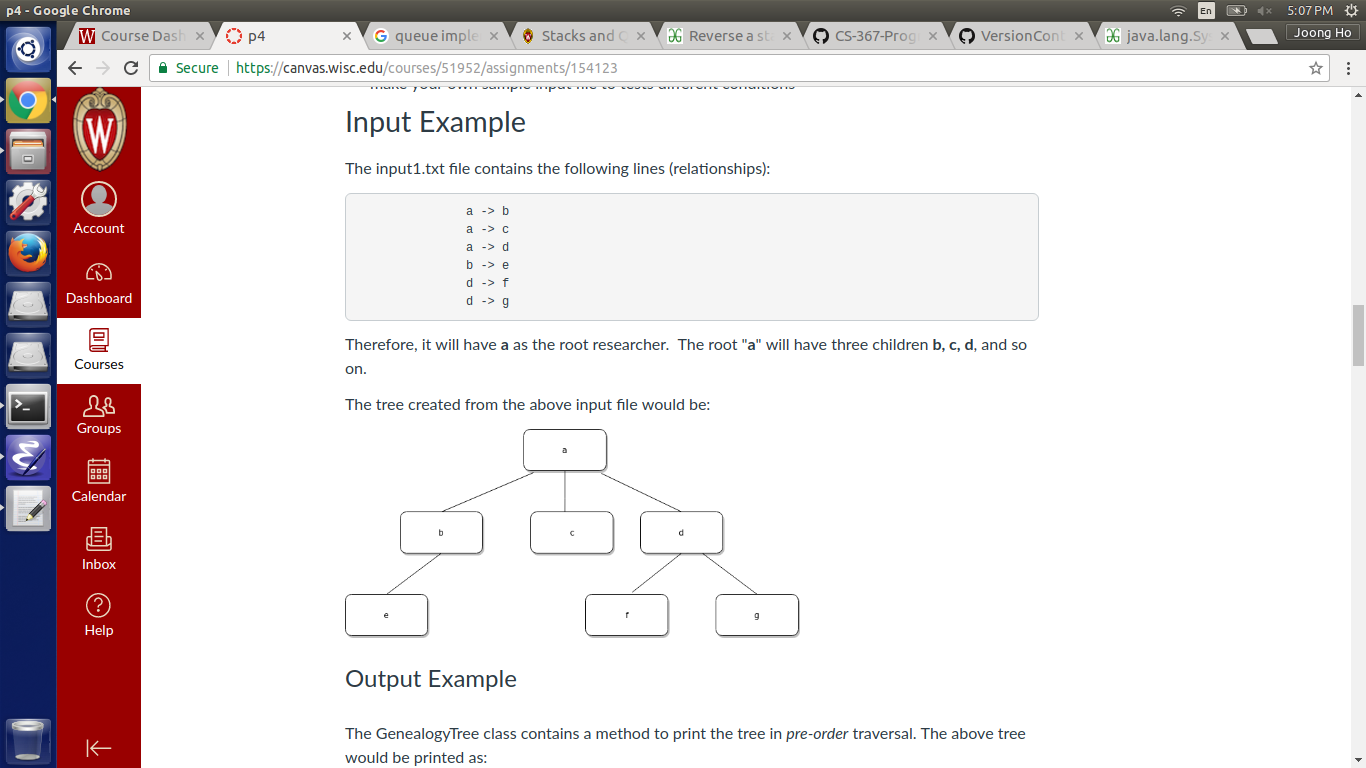 p4 - Google Chrome
En
5:07 PM
Course Dash
p4
queue imple
Stacks and Q
Reverse a sta
CS-367-Prog
VersionCont
java.lang.Sy
Joong Ho
Secure
https://canvas.wisc.edu/courses/51952/assignments/154123
W
Account
Dashboard
Courses
Groups
Calendar
Inbox
Help
make your own sample input file to tests different conditions
Input Example
The input1.txt file contains the following lines (relationships):
a -> b
a -> c
a -> d
b -> e
d -> f
d -> g
Therefore, it will have a as the root researcher. The root "a" will have three children b, c, d, and so
on.
The tree created from the above input file would be:
a
b c d
e f g
Output Example
The GenealogyTree class contains a method to print the tree in pre-order traversal. The above tree
would be printed as: